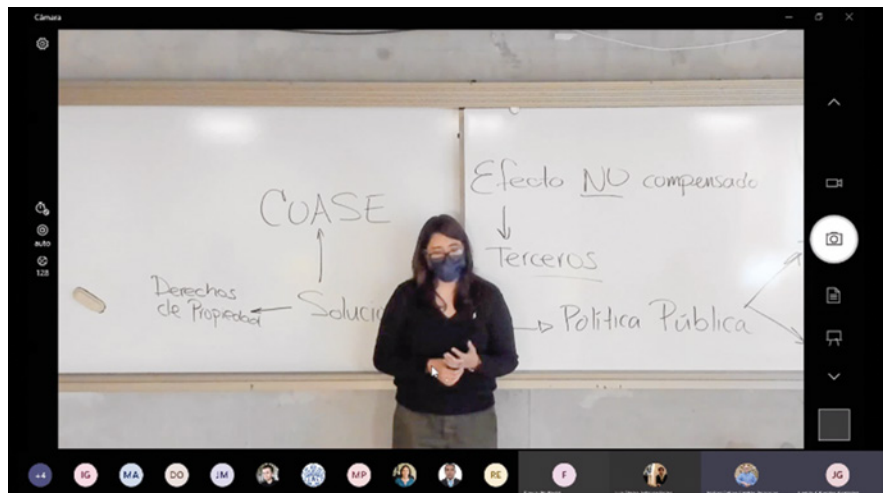 Cámara
auto
128
COASE
Derechos
de Propiedad
Soluci
Efecto NO compensado
Terceros
Política Pública
+4
IG
MA
DO
JM
MP
RE
F
JG